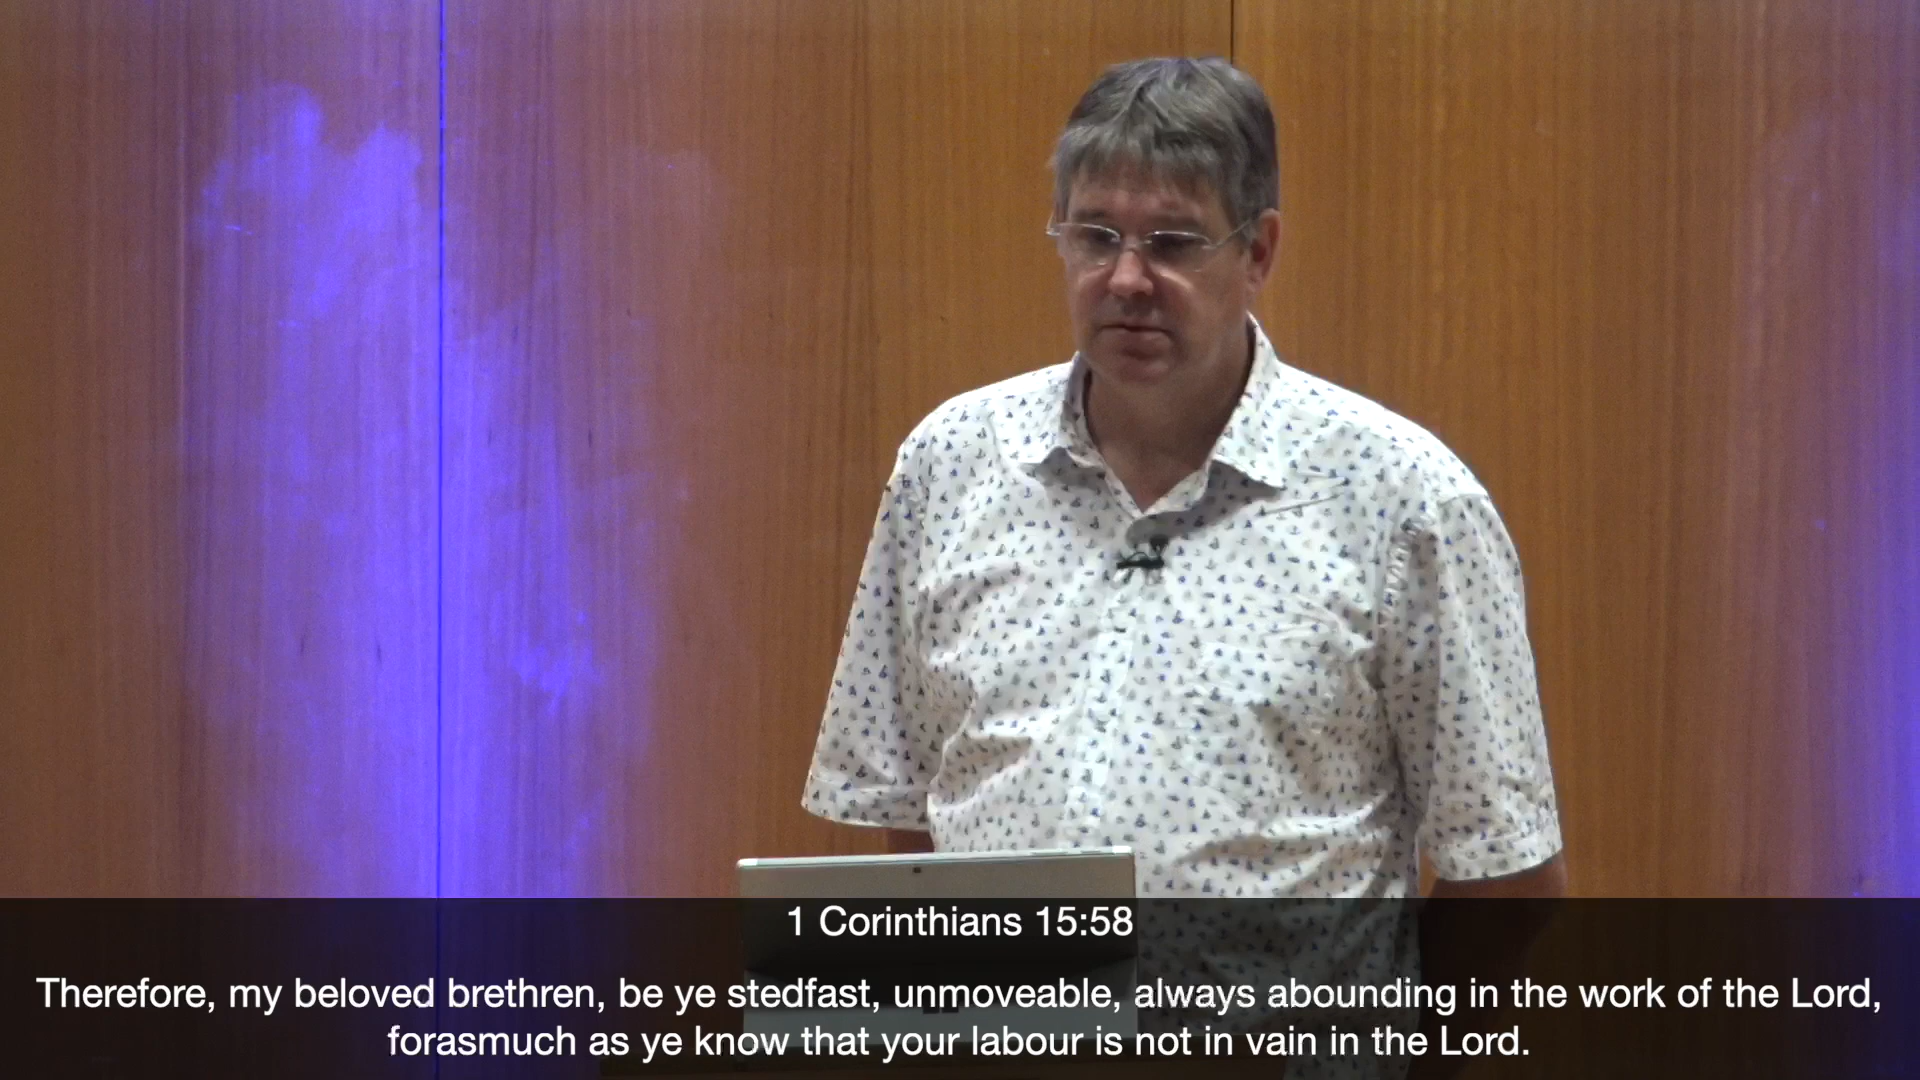 1 Corinthians 15:58
Therefore, my beloved brethren, be ye stedfast, unmoveable, always abounding in the work of the Lord,
forasmuch as ye know that your labour is not in vain in the Lord.